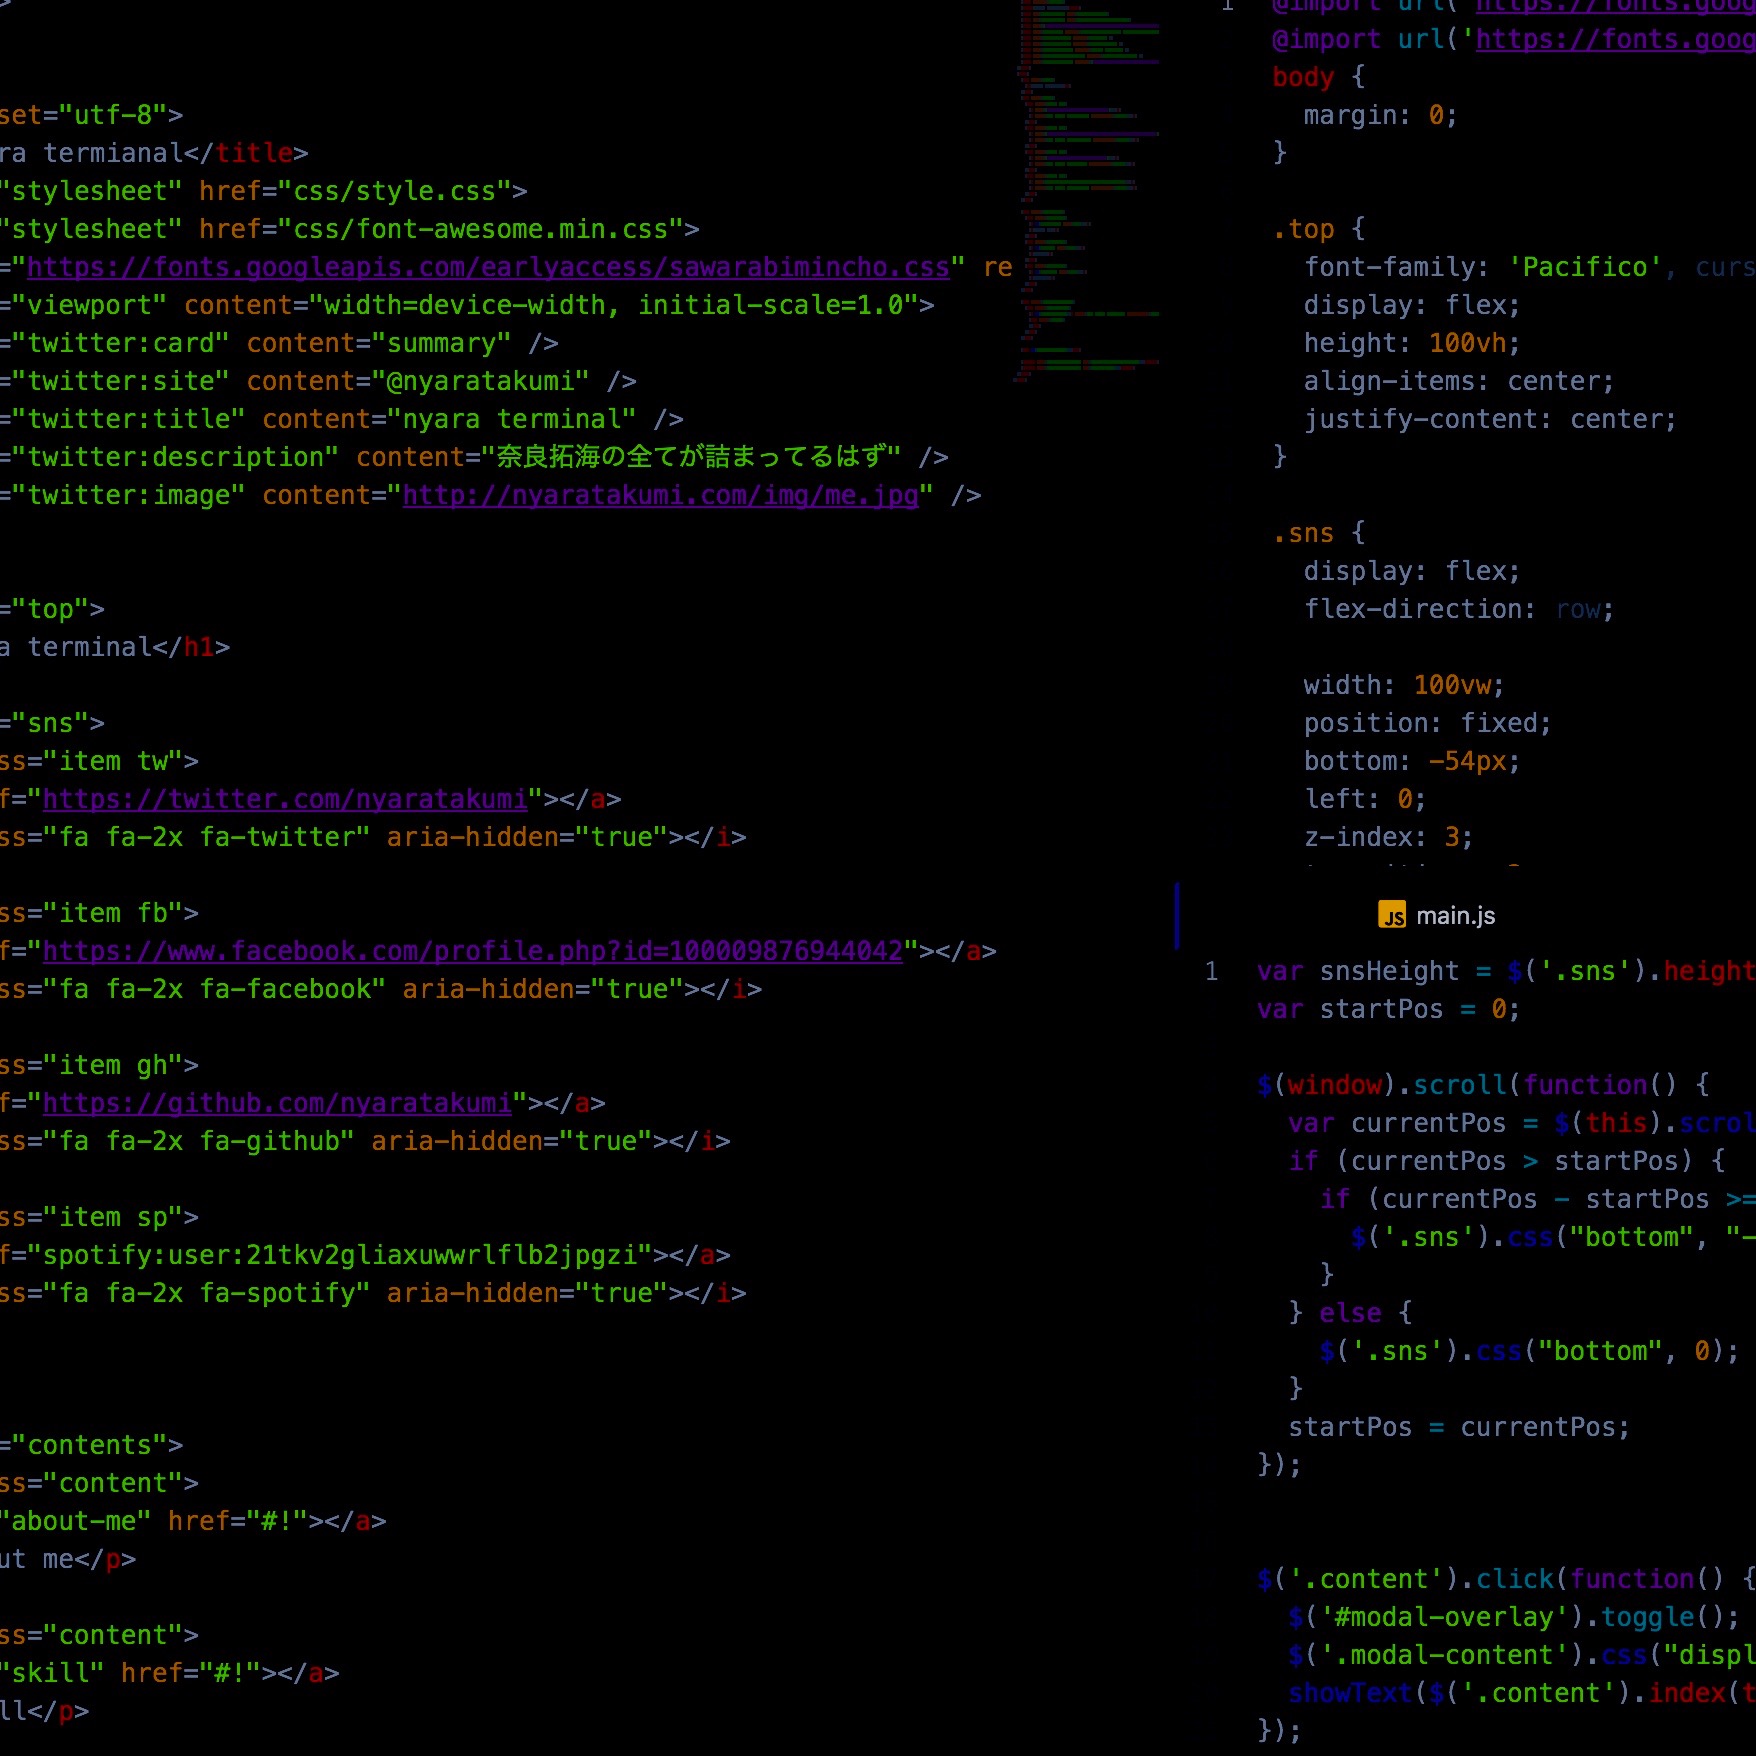 >
set="utf-8">
ra termianal</title>
"stylesheet" href="css/style.css">
"stylesheet" href="css/font-awesome.min.css">
="https://fonts.googleapis.com/earlyaccess/sawarabimincho.css" re
="viewport" content="width=device-width, initial-scale=1.0">
="twitter:card" content="summary" />
="twitter:site" content="@nyaratakumi" />
="twitter:title" content="nyara terminal" />
="twitter:description" content="奈良拓海の全てが詰まってるはず" />
="twitter:image" content="http://nyaratakumi.com/img/me.jpg" />
="top">
a terminal</h1>
="sns">
ss="item tw">
f="https://twitter.com/nyaratakumi"></a>
ss="fa fa-2x fa-twitter" aria-hidden="true"></i>
ss="item fb">
f="https://www.facebook.com/profile.php?id=100009876944042"></a>
ss="fa fa-2x fa-facebook" aria-hidden="true"></i>
ss="item gh">
f="https://github.com/nyaratakumi"></a>
ss="fa fa-2x fa-github" aria-hidden="true"></i>
ss="item sp">
f="spotify:user:21tkv2gliaxuwwrlflb2jpgzi"></a>
ss="fa fa-2x fa-spotify" aria-hidden="true"></i>
="contents">
ss="content">
"about-me" href="#!"></a>
ut me</p>
ss="content">
"skill" href="#!"></a>
ll</p>
1 @import url('https://fonts.goog
@import url('https://fonts.goog
body {
margin: 0;
}
.top {
font-family: 'Pacifico', curs
display: flex;
height: 100vh;
align-items: center;
justify-content: center;
}
.sns {
display: flex;
flex-direction: row;
width: 100vw;
position: fixed;
bottom: -54px;
left: 0;
z-index: 3;
JS main.js
1 var snsHeight = $('.sns').height
var startPos = 0;
$(window).scroll(function() {
var currentPos = $(this).scrol
if (currentPos > startPos) {
if (currentPos - startPos >=
$('.sns').css("bottom", "-
}
} else {
$('.sns').css("bottom", 0);
}
startPos = currentPos;
});
$('.content').click(function() {
$('#modal-overlay').toggle();
$('.modal-content').css("displ
showText($('.content').index(t
});